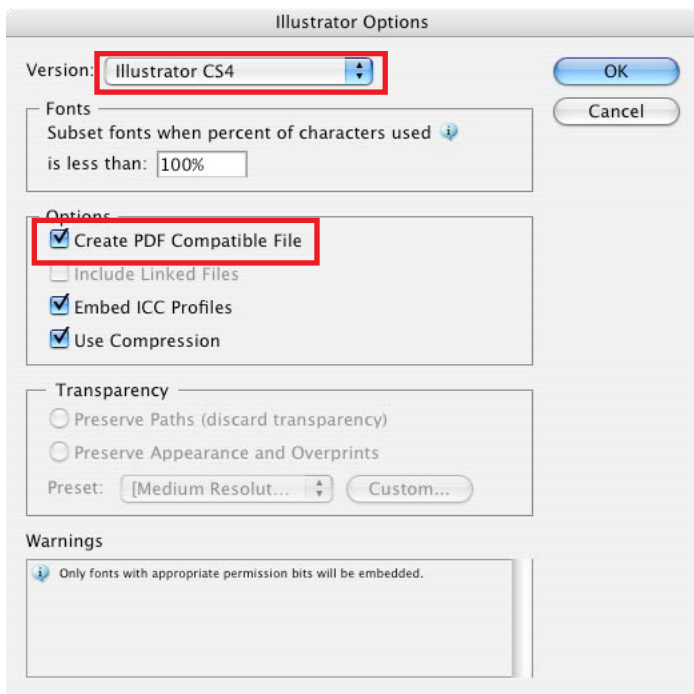 Illustrator Options
Version: Illustrator CS4
OK
Cancel
Fonts
Subset fonts when percent of characters used
is less than: 100%
Options
Create PDF Compatible File
Include Linked Files
Embed ICC Profiles
Use Compression
Transparency
Preserve Paths (discard transparency)
Preserve Appearance and Overprints
Preset: [Medium Resolut... Custom...
Warnings
Only fonts with appropriate permission bits will be embedded.